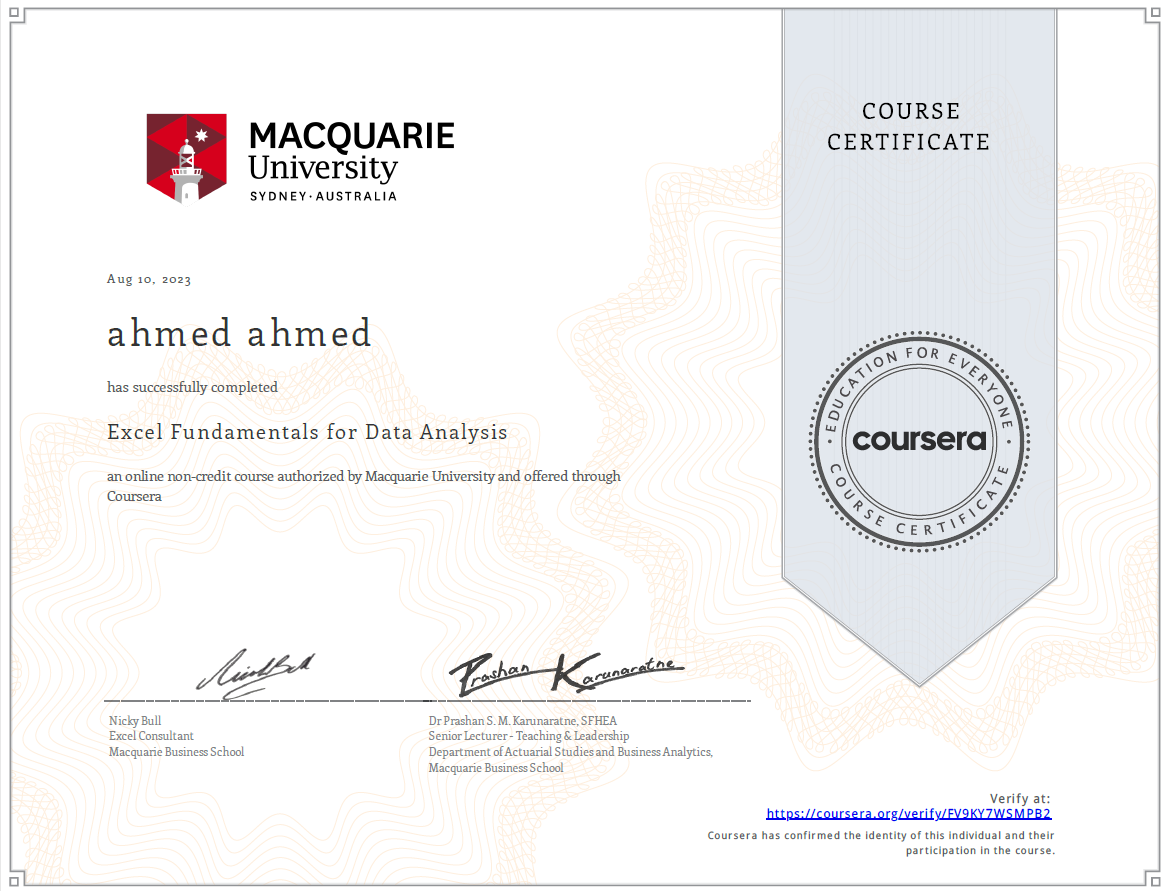 MACQUARIE
University
SYDNEY·AUSTRALIA
COURSE
CERTIFICATE
Aug 10, 2023
ahmed ahmed
has successfully completed
Excel Fundamentals for Data Analysis
an online non-credit course authorized by Macquarie University and offered through
Coursera
EDUCATION FOR EVERYONE
coursera
COURSE CERTIFICATE
Nicky Bull
Excel Consultant
Macquarie Business School
Prashan Karunaratne
Dr Prashan S. M. Karunaratne, SFHEA
Senior Lecturer - Teaching & Leadership
Department of Actuarial Studies and Business Analytics,
Macquarie Business School
Verify at:
https://coursera.org/verify/FV9KY7WSMPB2
Coursera has confirmed the identity of this individual and their
participation in the course.